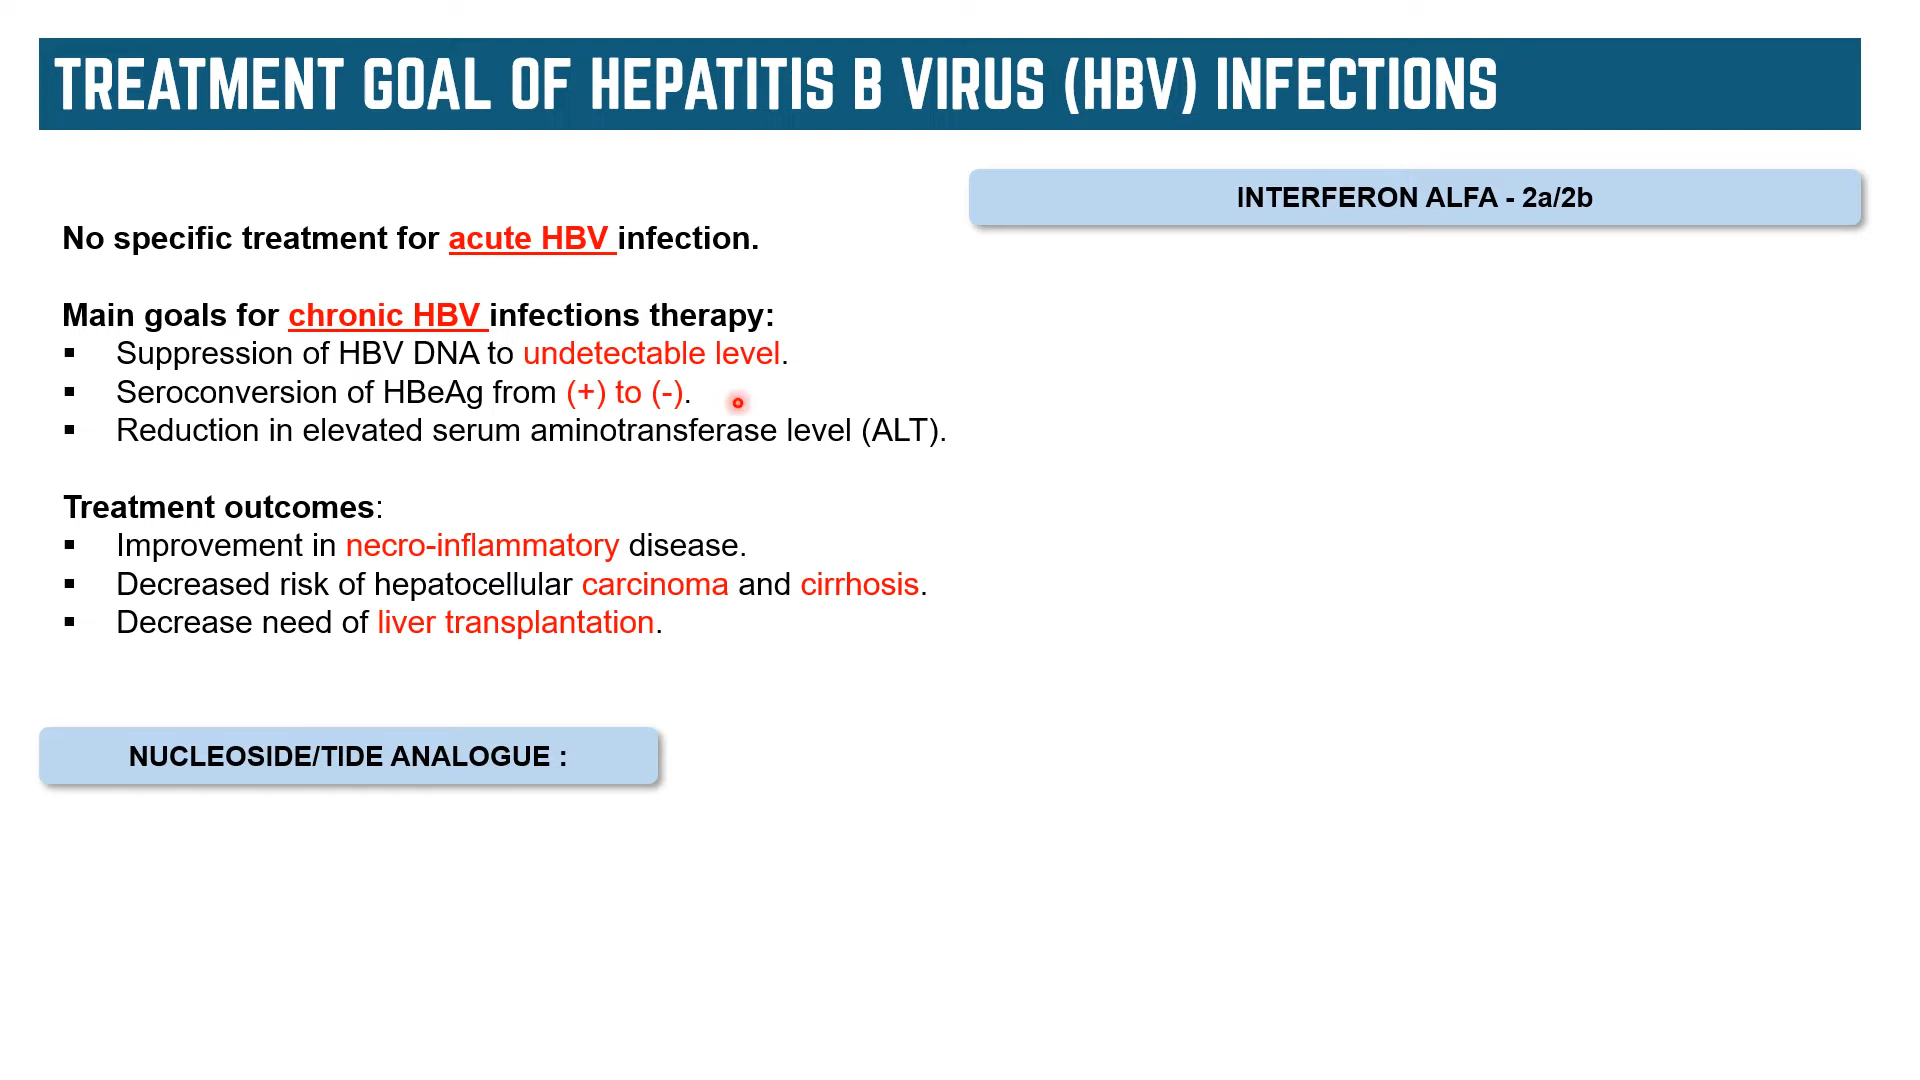 TREATMENT GOAL OF HEPATITIS B VIRUS (HBV) INFECTIONS
No specific treatment for acute HBV infection.
Main goals for chronic HBV infections therapy:
▪ Suppression of HBV DNA to undetectable level.
▪ Seroconversion of HBeAg from (+) to (-).
▪ Reduction in elevated serum aminotransferase level (ALT).
Treatment outcomes:
▪ Improvement in necro-inflammatory disease.
▪ Decreased risk of hepatocellular carcinoma and cirrhosis.
▪ Decrease need of liver transplantation.
NUCLEOSIDE/TIDE ANALOGUE :
INTERFERON ALFA - 2a/2b